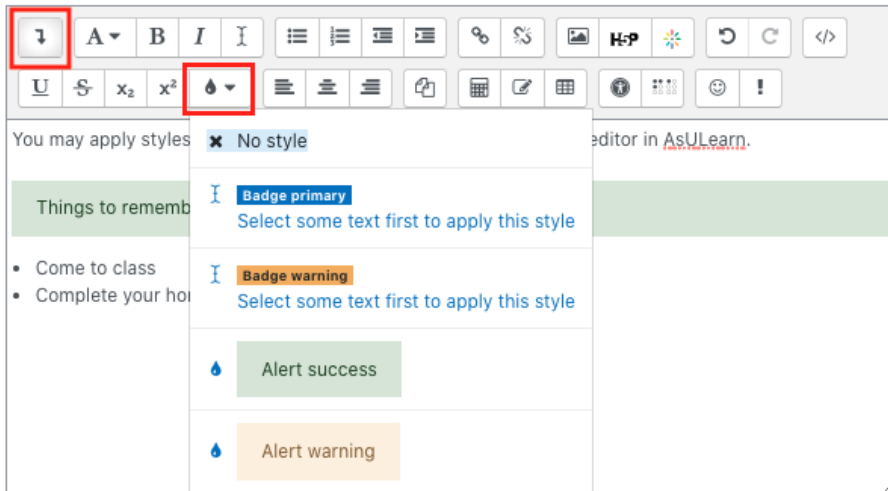 A B I
H-P </>
U S x₂ x² !
You may apply styles
editor in AsULearn.
No style
Things to rememb
Badge primary
Select some text first to apply this style
Come to class
Complete your ho
Badge warning
Select some text first to apply this style
Alert success
Alert warning